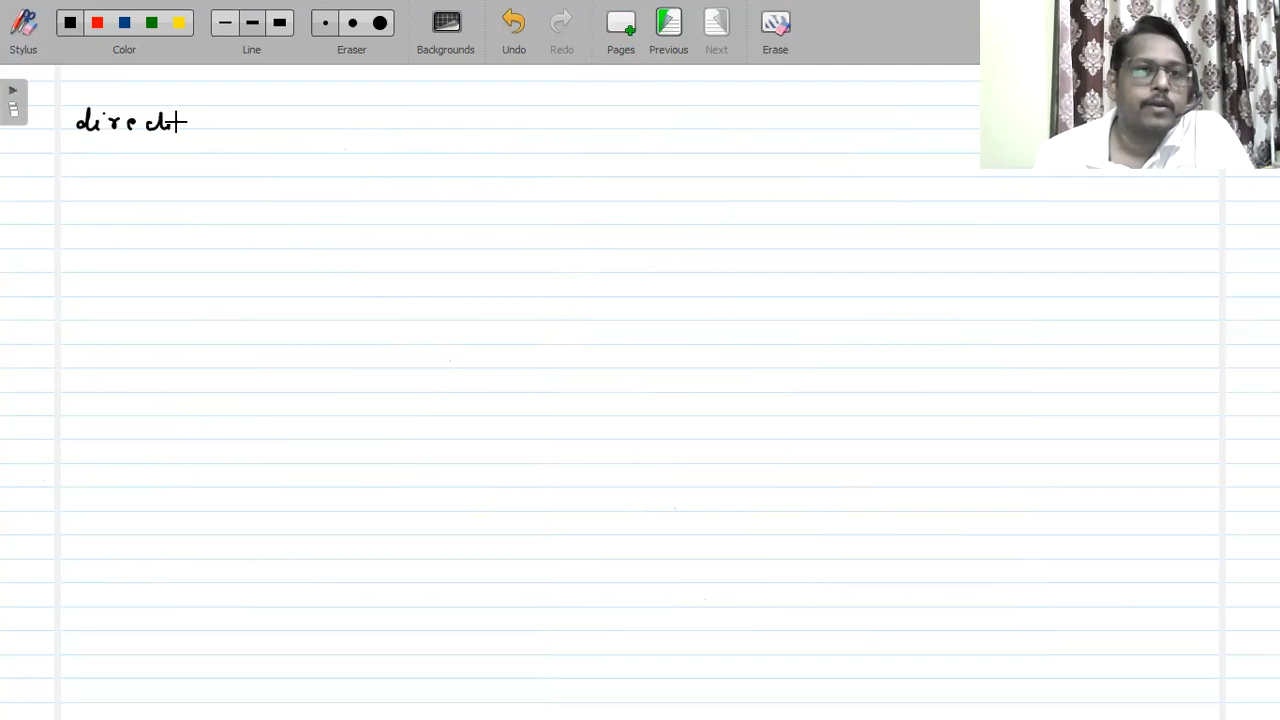 Stylus
Color
Line
Eraser
Backgrounds
Undo
Redo
Pages
Previous
Next
Erase
direct